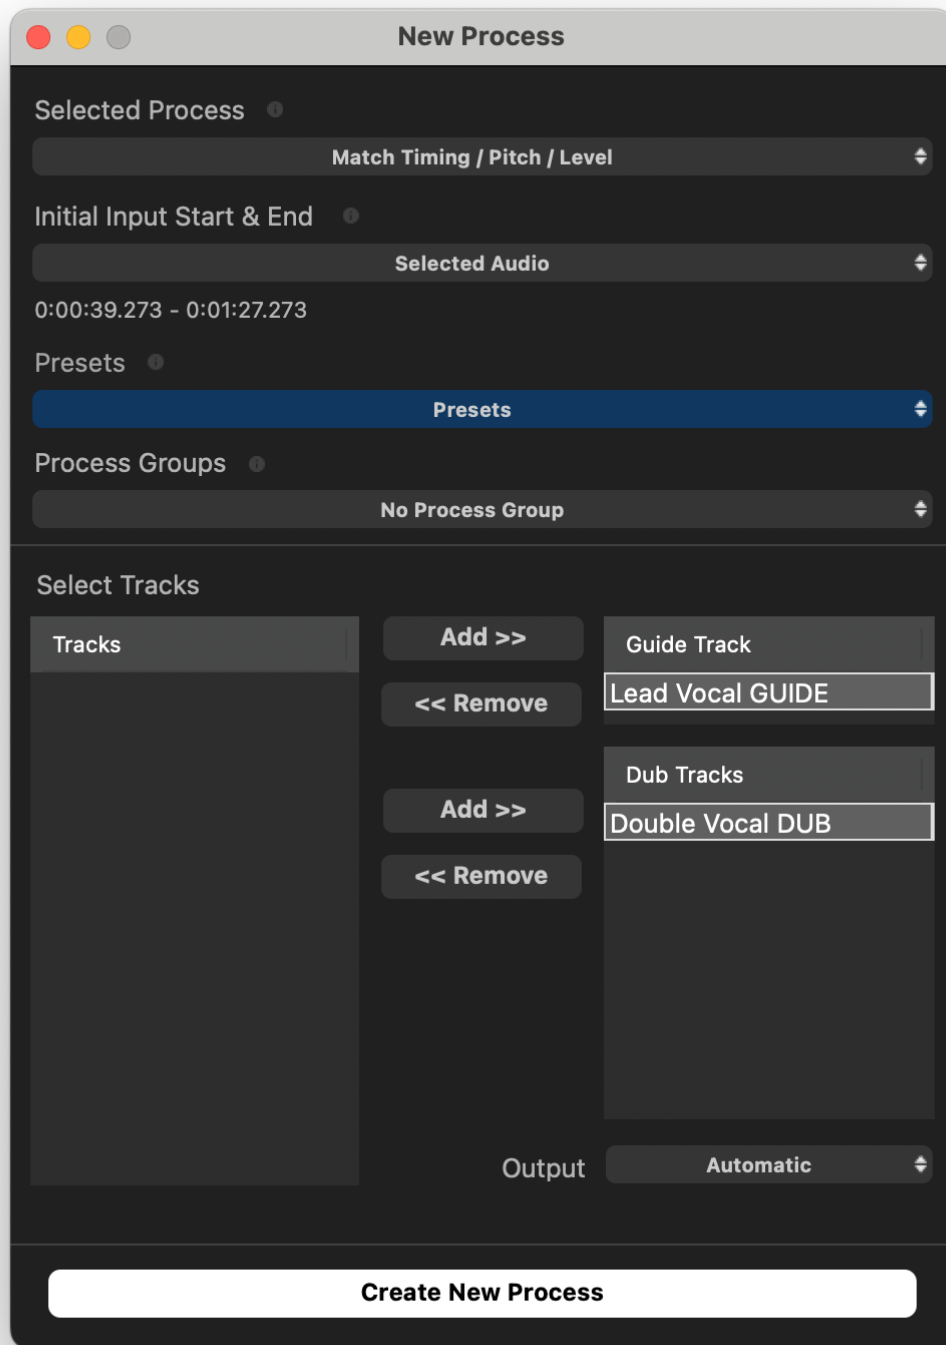 New Process
Selected Process
Match Timing / Pitch / Level
Initial Input Start & End
Selected Audio
0:00:39.273 - 0:01:27.273
Presets
Presets
Process Groups
No Process Group
Select Tracks
Tracks
Add >>
<< Remove
Guide Track
Lead Vocal GUIDE
Dub Tracks
Double Vocal DUB
Add >>
<< Remove
Output
Automatic
Create New Process